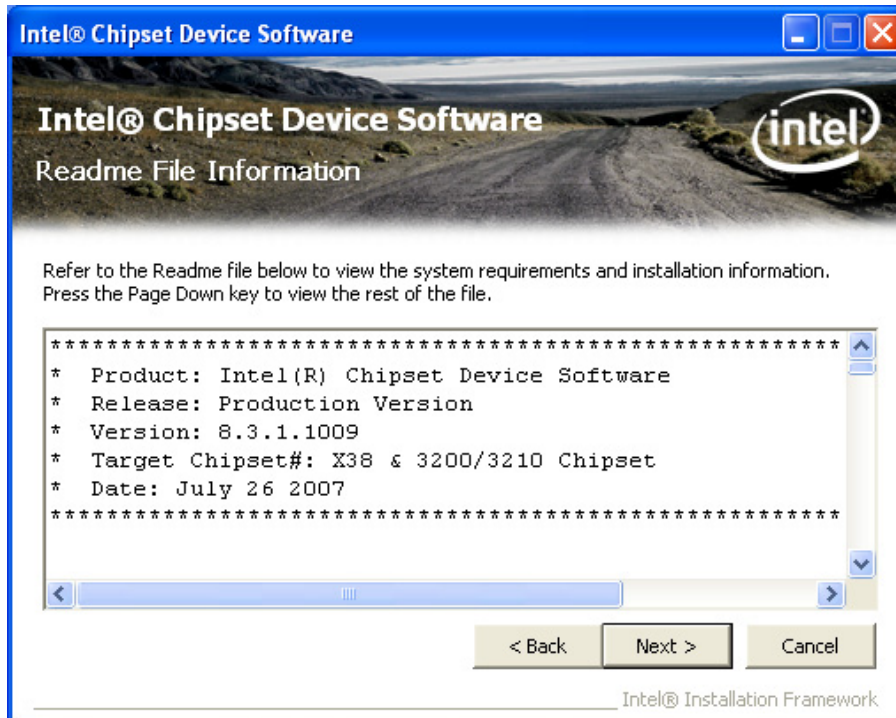 Intel® Chipset Device Software
Intel® Chipset Device Software
intel
Readme File Information
Refer to the Readme file below to view the system requirements and installation information.
Press the Page Down key to view the rest of the file.
********************************************************
* Product: Intel(R) Chipset Device Software
* Release: Production Version
* Version: 8.3.1.1009
* Target Chipset#: X38 & 3200/3210 Chipset
* Date: July 26 2007
********************************************************
< Back
Next >
Cancel
Intel® Installation Framework